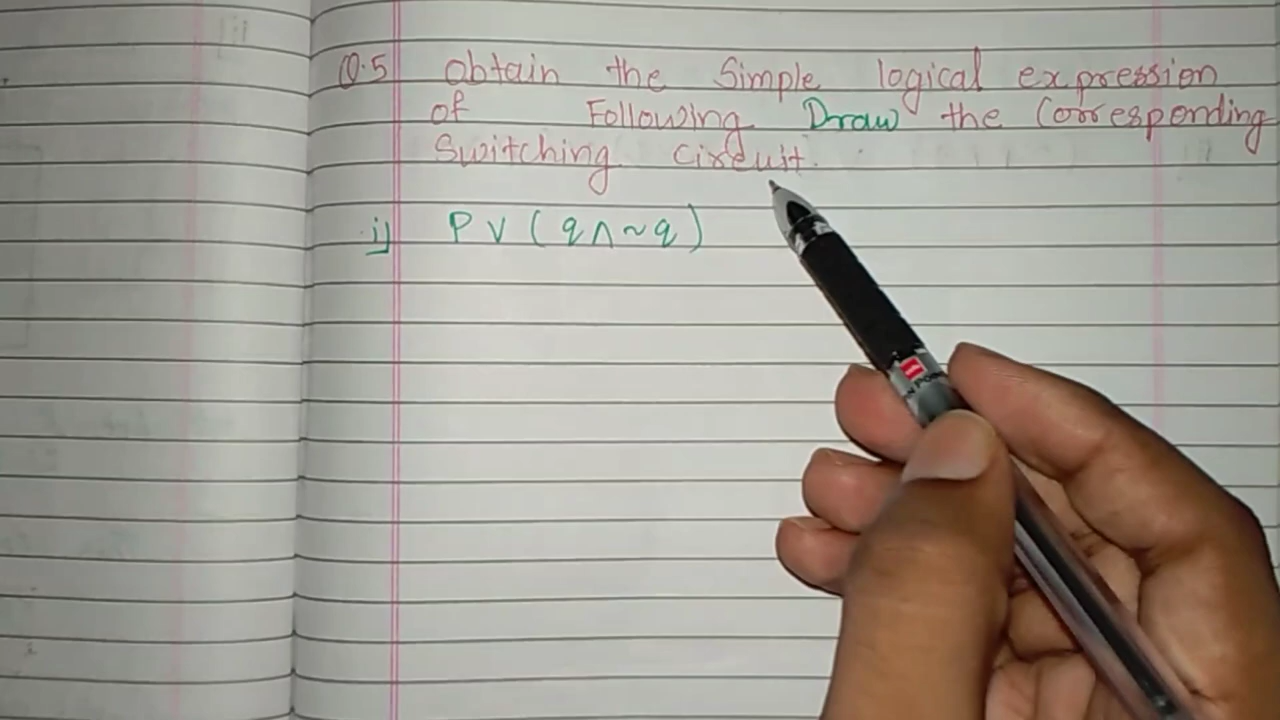 Q.5 Obtain the Simple logical expression
of Following Draw the Corresponding
Switching Circuit.
i) P ∨ ( q ∧ ~ q )